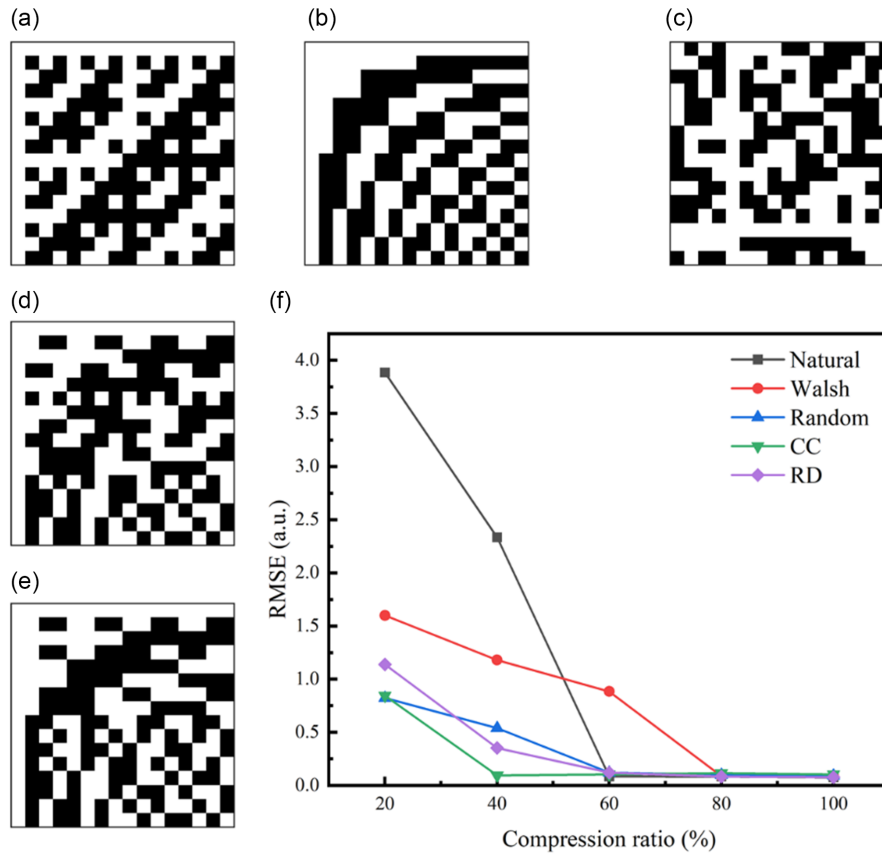 (a)
(b)
(c)
(d)
(f)
(e)
4.0
3.5
3.0
2.5
2.0
1.5
1.0
0.5
0.0
RMSE (a.u.)
Natural
Walsh
Random
CC
RD
20 40 60 80 100
Compression ratio (%)